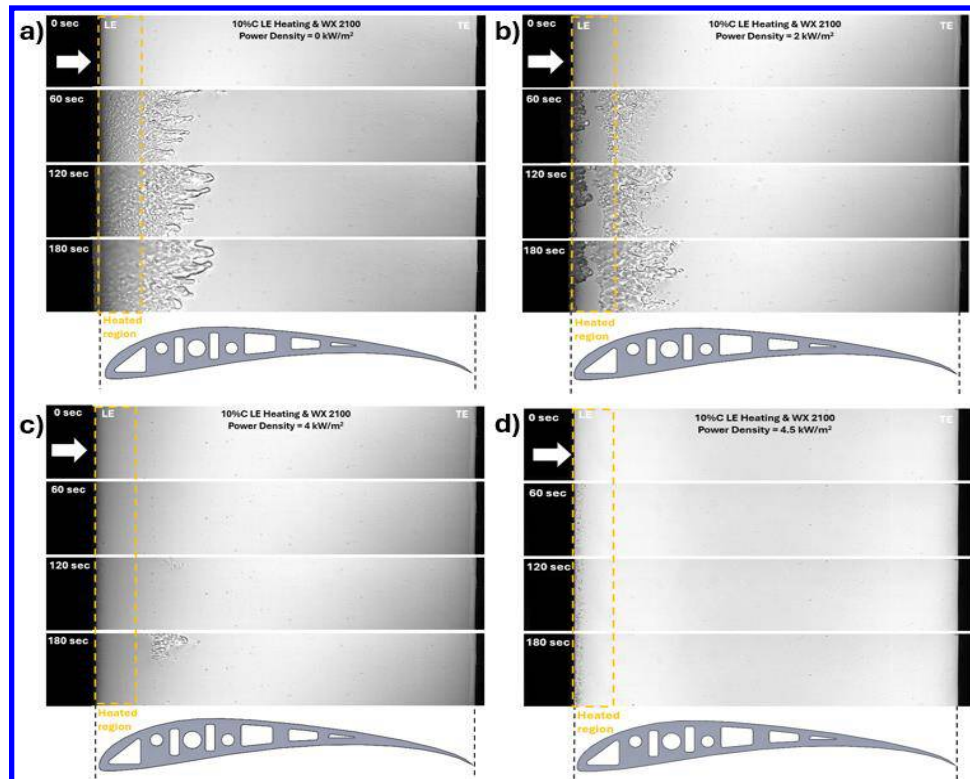 a)
0 sec
LE
10%C LE Heating & WX 2100
TE
Power Density = 0 kW/m²
60 sec
120 sec
180 sec
Heated
region
b)
0 sec
LE
10%C LE Heating & WX 2100
TE
Power Density = 2 kW/m²
60 sec
120 sec
180 sec
Heated
region
c)
0 sec
LE
10%C LE Heating & WX 2100
TE
Power Density = 4 kW/m²
60 sec
120 sec
180 sec
Heated
region
d)
0 sec
LE
10%C LE Heating & WX 2100
TE
Power Density = 4.5 kW/m²
60 sec
120 sec
180 sec
Heated
region